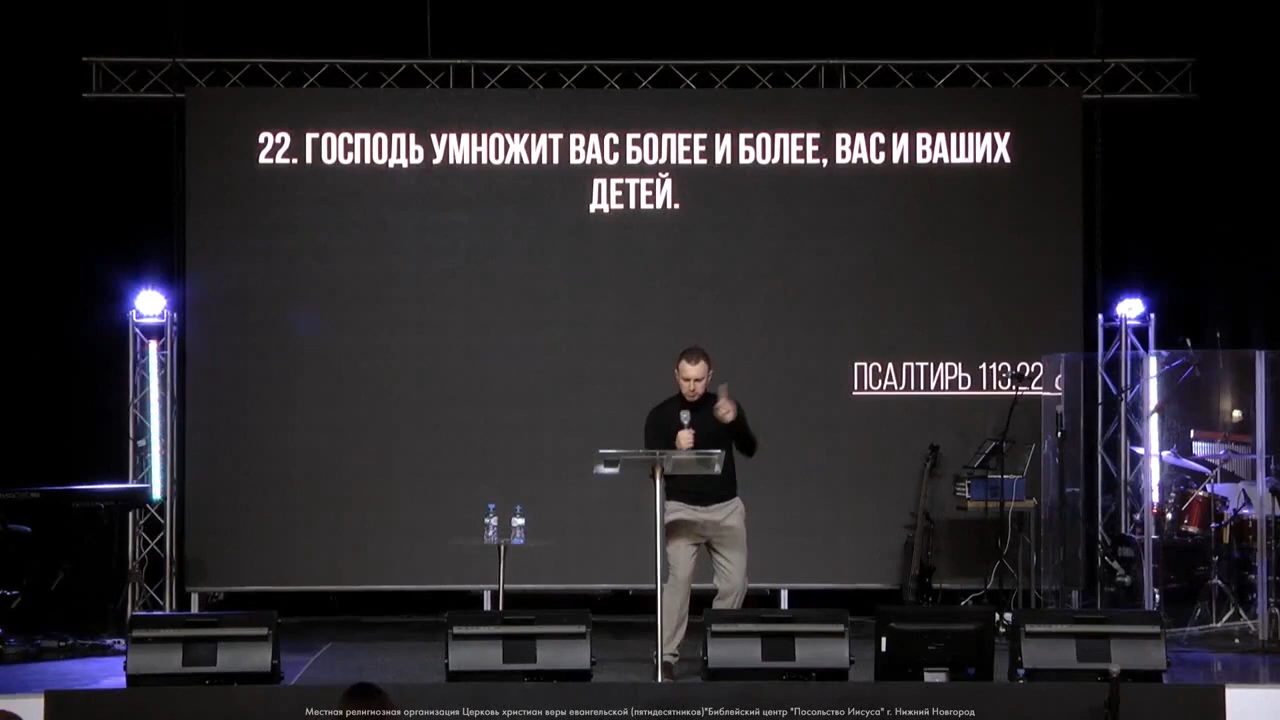 22. ГОСПОДЬ УМНОЖИТ ВАС БОЛЕЕ И БОЛЕЕ, ВАС И ВАШИХ
ДЕТЕЙ.
ПСАЛТИРЬ 113:22
Местная религиозная организация Церковь христиан веры евангельской (пятидесятников)"Библейский центр "Посольство Иисуса" г. Нижний Новгород